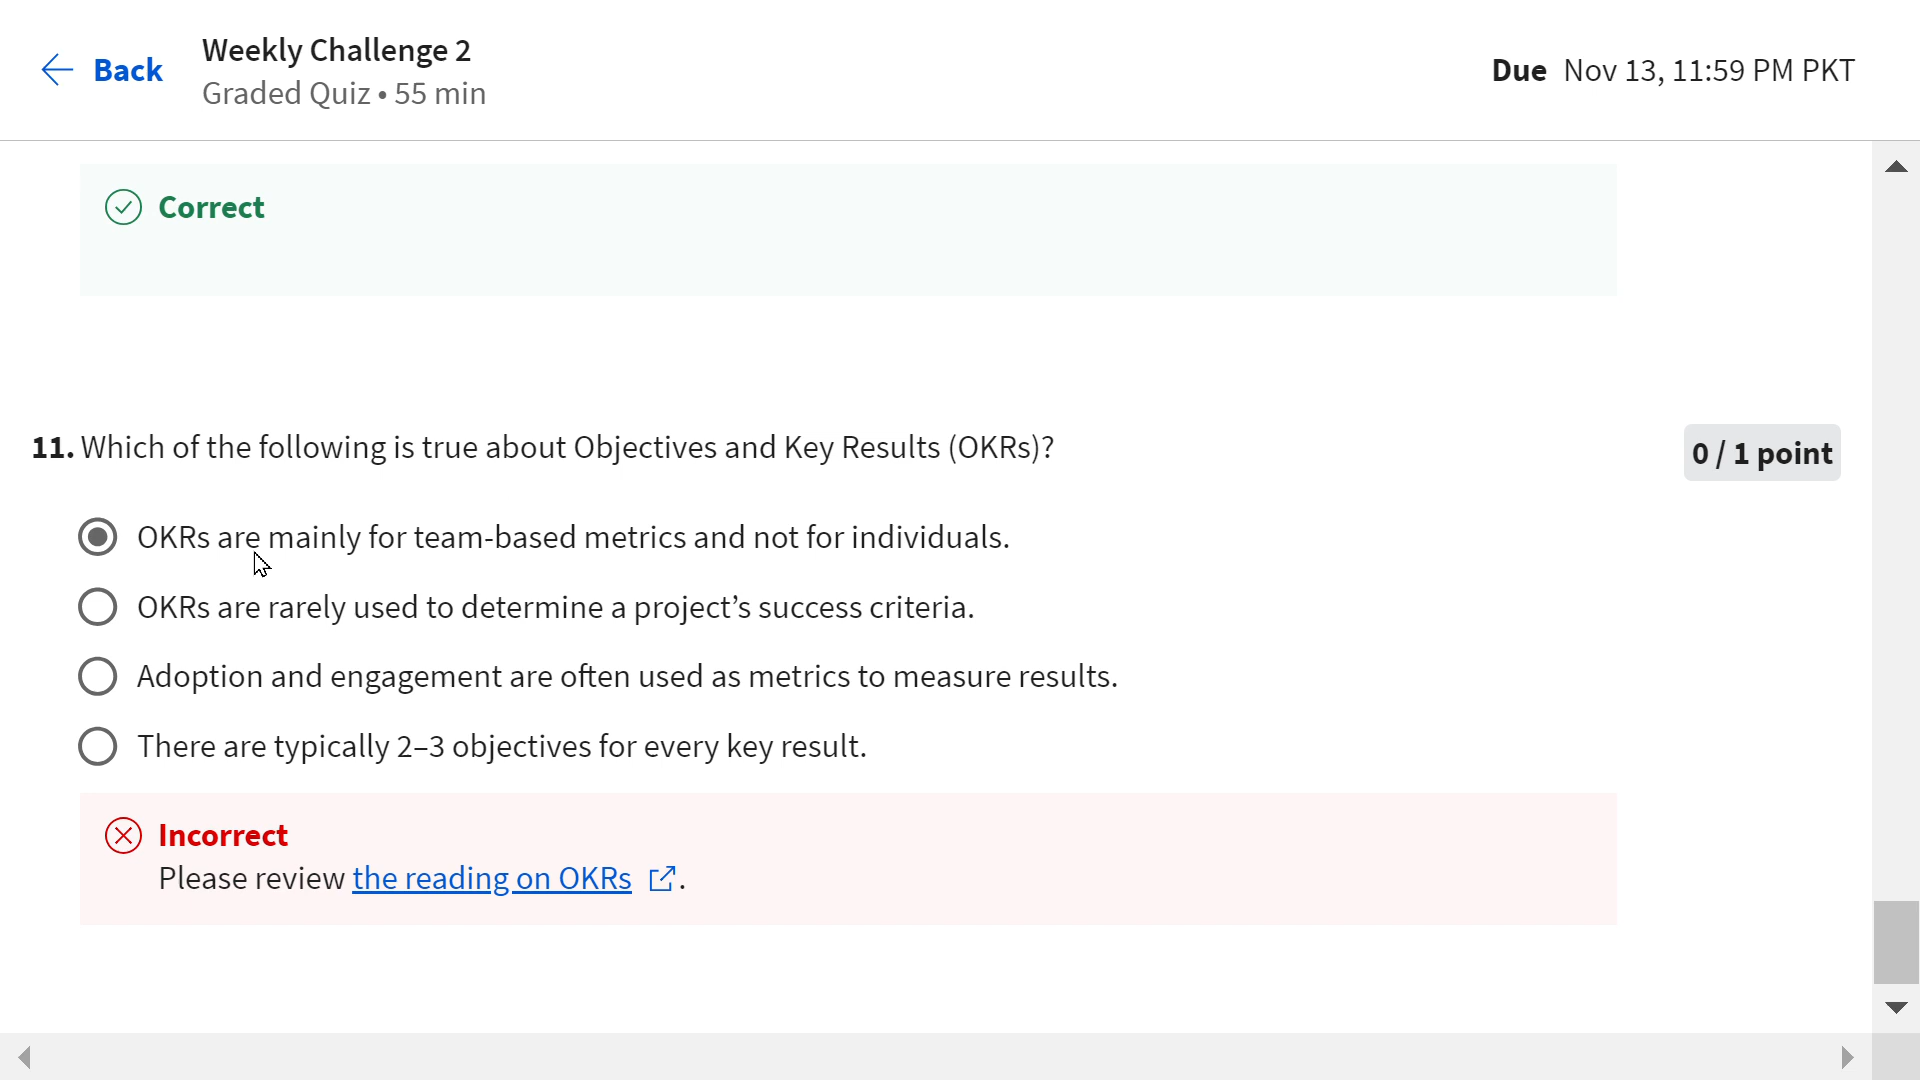 Back
Weekly Challenge 2
Graded Quiz • 55 min
Due Nov 13, 11:59 PM PKT
Correct
11. Which of the following is true about Objectives and Key Results (OKRs)?
0 / 1 point
OKRs are mainly for team-based metrics and not for individuals.
OKRs are rarely used to determine a project’s success criteria.
Adoption and engagement are often used as metrics to measure results.
There are typically 2–3 objectives for every key result.
Incorrect
Please review the reading on OKRs .